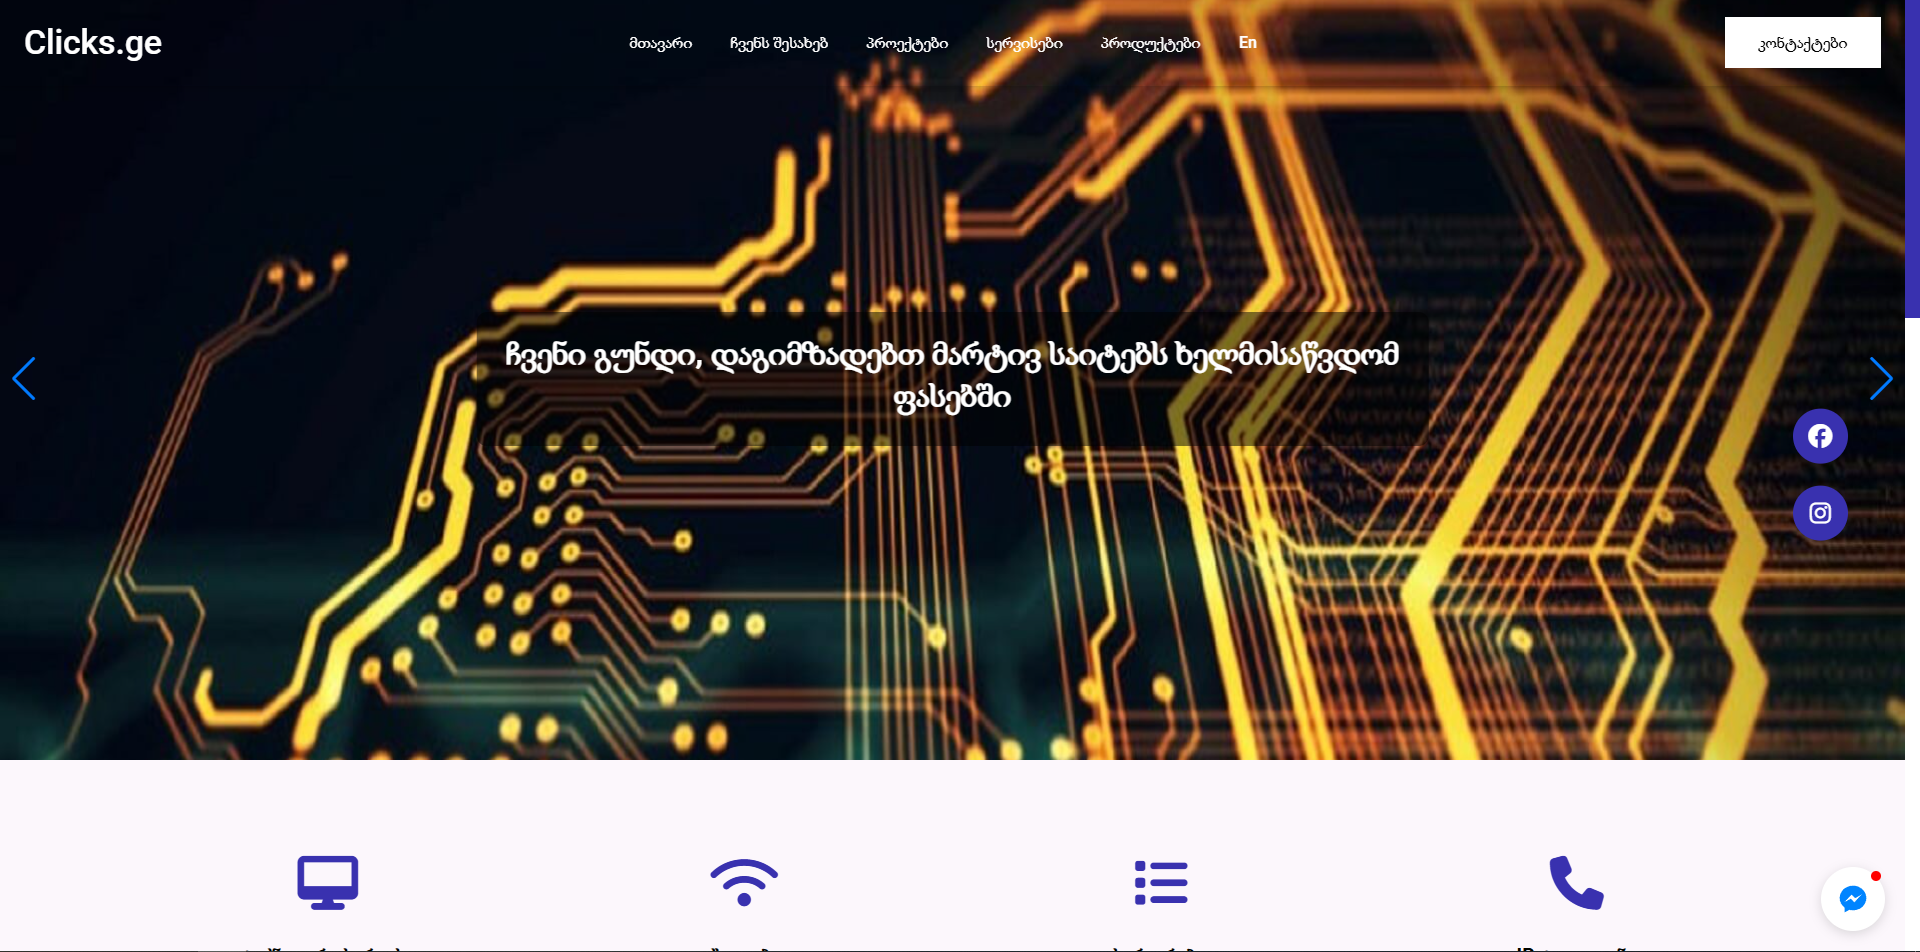 Clicks.ge
მთავარი
ჩვენს შესახებ
პროექტები
სერვისები
პროდუქტები
En
კონტაქტები
ჩვენი გუნდი, დაგიმზადებთ მარტივ საიტებს ხელმისაწვდომ
ფასებში